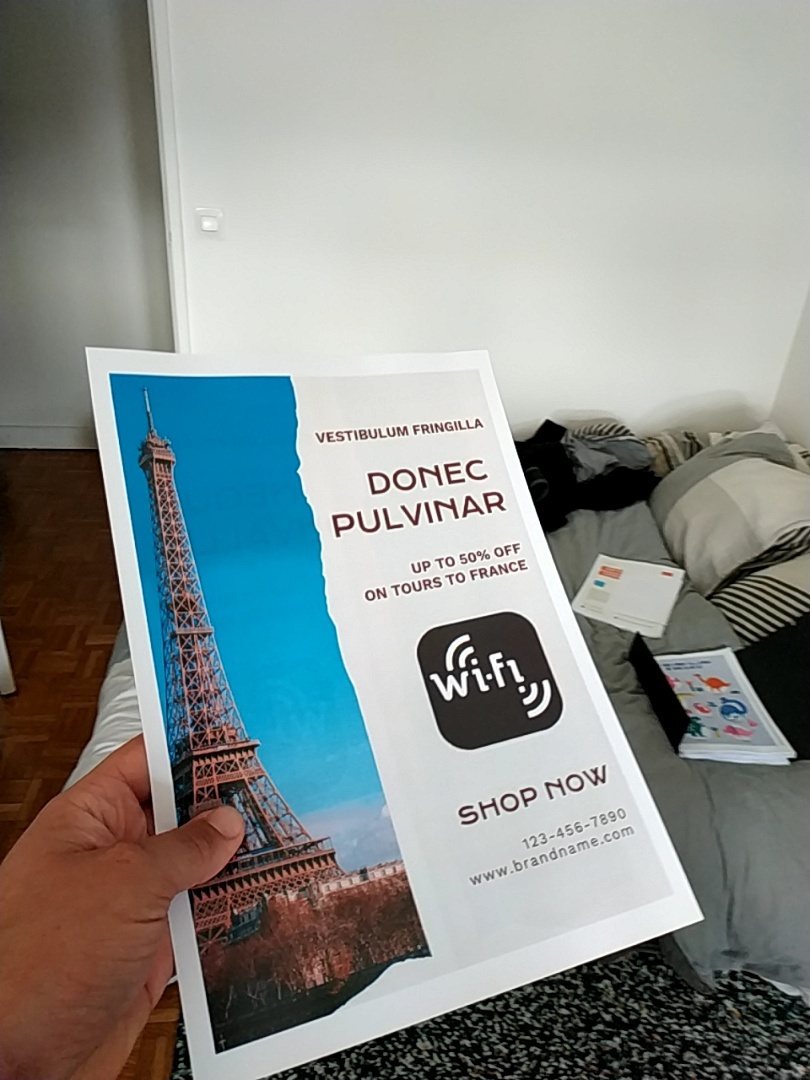 VESTIBULUM FRINGILLA
DONEC
PULVINAR
UP TO 50% OFF
ON TOURS TO FRANCE
Wi-Fi
SHOP NOW
123-456-7890
www.brandname.com